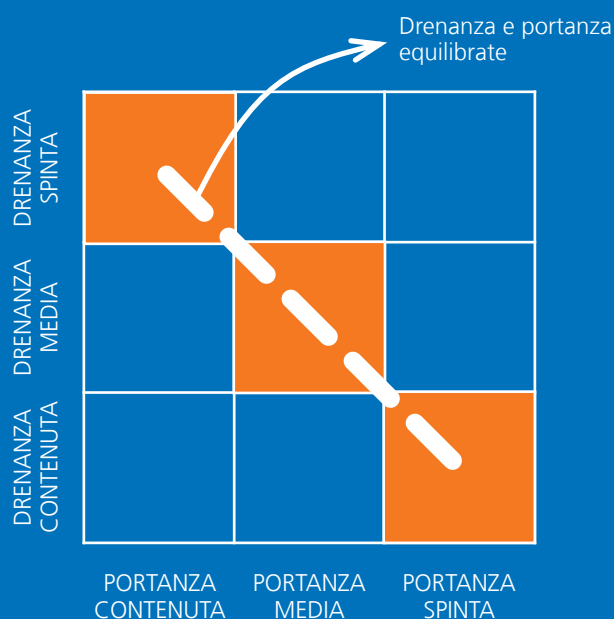 Drenanza e portanza
equilibrate
DRENANZA
SPINTA
DRENANZA
MEDIA
DRENANZA
CONTENUTA
PORTANZA
CONTENUTA
PORTANZA
MEDIA
PORTANZA
SPINTA